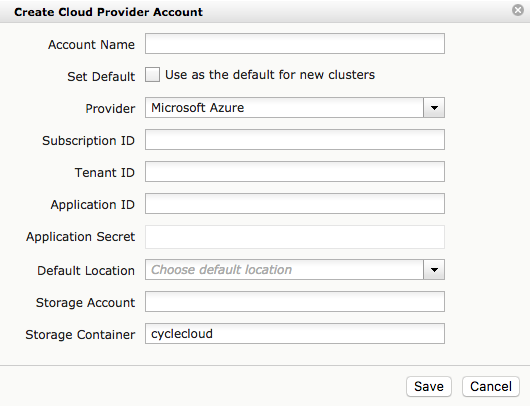 Create Cloud Provider Account
Account Name
Set Default Use as the default for new clusters
Provider Microsoft Azure
Subscription ID
Tenant ID
Application ID
Application Secret
Default Location Choose default location
Storage Account
Storage Container cyclecloud
Save Cancel